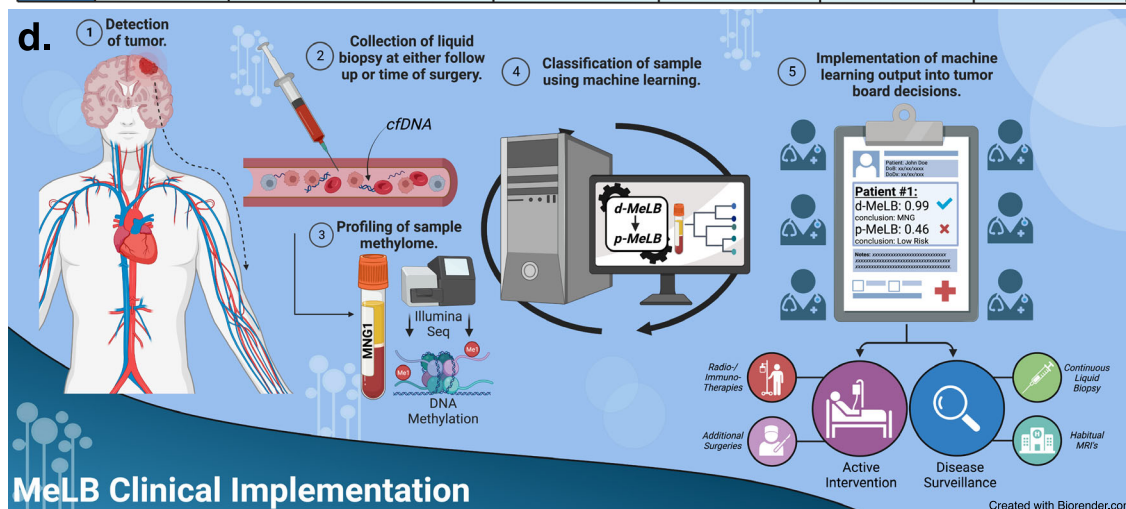 d.
1
Detection
of tumor.
2
Collection of liquid
biopsy at either follow
up or time of surgery.
cfDNA
3
Profiling of sample
methylome.
MNG1
Illumina
Seq
Me1
Me1
DNA
Methylation
4
Classification of sample
using machine learning.
d-MeLB
p-MeLB
5
Implementation of machine
learning output into tumor
board decisions.
Patient: John Doe
DoB: xx/xx/xxxx
Patient #1:
d-MeLB: 0.99
conclusion: MNG
p-MeLB: 0.46
conclusion: Low Risk
Notes: xxxxxxxxxxxxxxxxxxxxxxxx
Radio-/
Immuno-
Therapies
Additional
Surgeries
Active
Intervention
Disease
Surveillance
Continuous
Liquid
Biopsy
H
Habitual
MRI's
MeLB Clinical Implementation
Created with Biorender.com